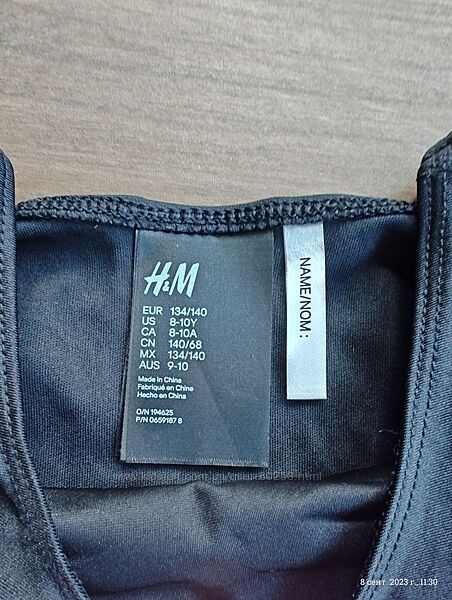 H&M
EUR 134/140
US 8-10Y
CA 8-10A
CN 140/68
MX 134/140
AUS 9-10
Made in China
Fabriqué en Chine
Hecho en China
O/N 194625
P/N 0659187 8
NAME/NOM :
8 сент. 2023 г., 11:30